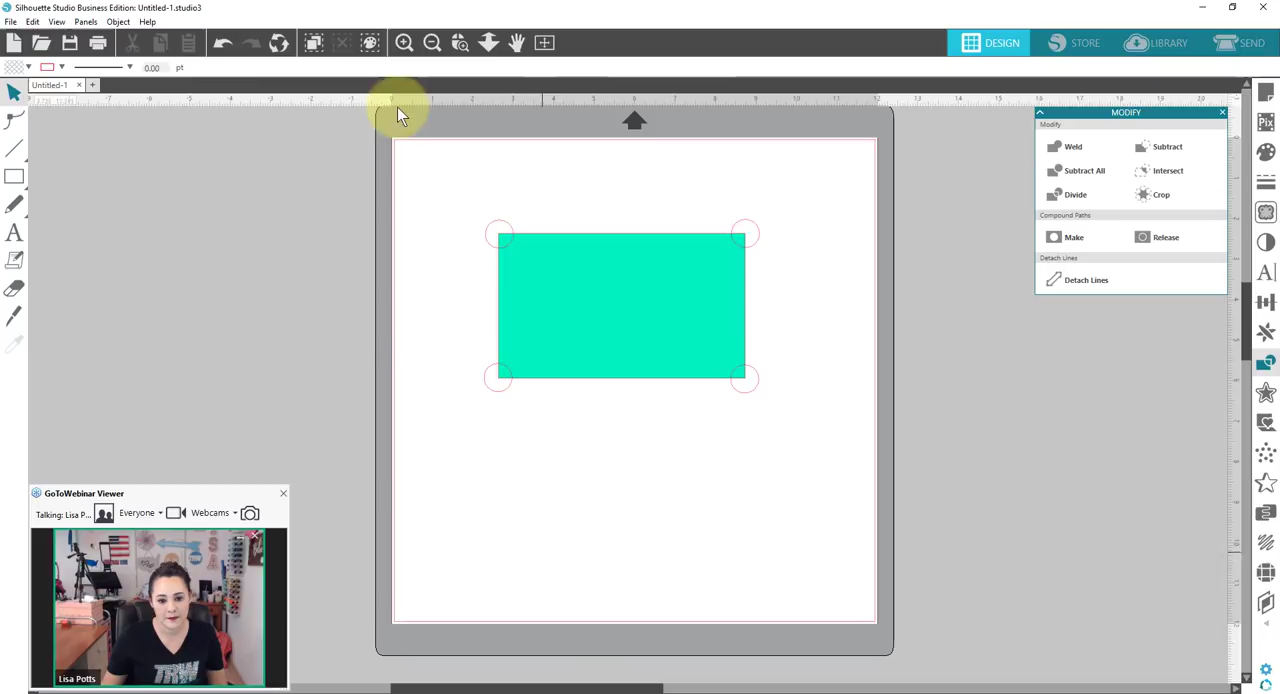 Silhouette Studio Business Edition: Untitled-1.studio3
File Edit View Panels Object Help
DESIGN STORE LIBRARY SEND
0.00 pt
Untitled-1 × +
MODIFY
Modify
Weld Subtract
Subtract All Intersect
Divide Crop
Compound Paths
Make Release
Detach Lines
Detach Lines
GoToWebinar Viewer
Talking: Lisa P... Everyone Webcams
TRW
Lisa Potts